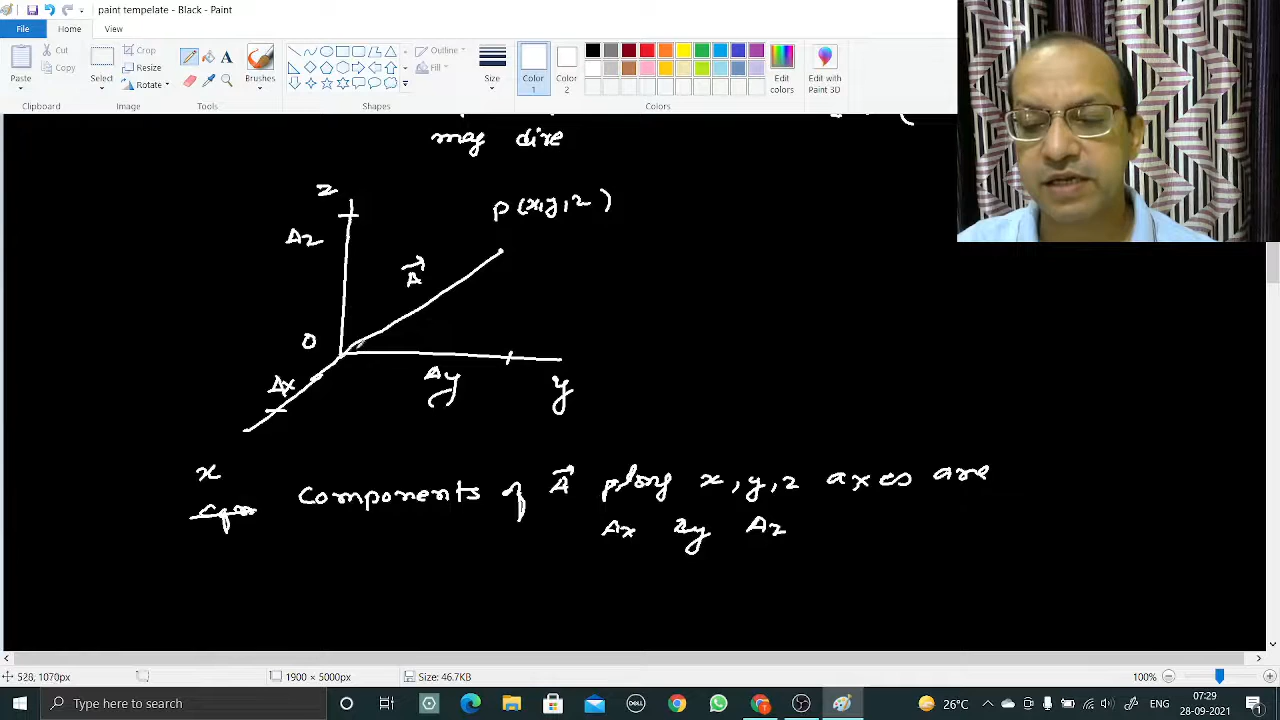 paint template - Black - Paint
File Home View
Paste Cut Copy Clipboard
Select Crop Resize Rotate Image
Tools
Brushes
Outline Fill Shapes
Size
Color 1 Color 2 Edit colors Colors
Edit with Paint 3D
mag dire
z
P (x,y,z)
Az
A
O
Ax
Ay
y
x
Components of A along x, y, z axes are
Ax Ay Az
528, 1070px 1900 × 5000px Size: 46.7KB 100%
Type here to search DELL 26°C ENG 07:29 28-09-2021